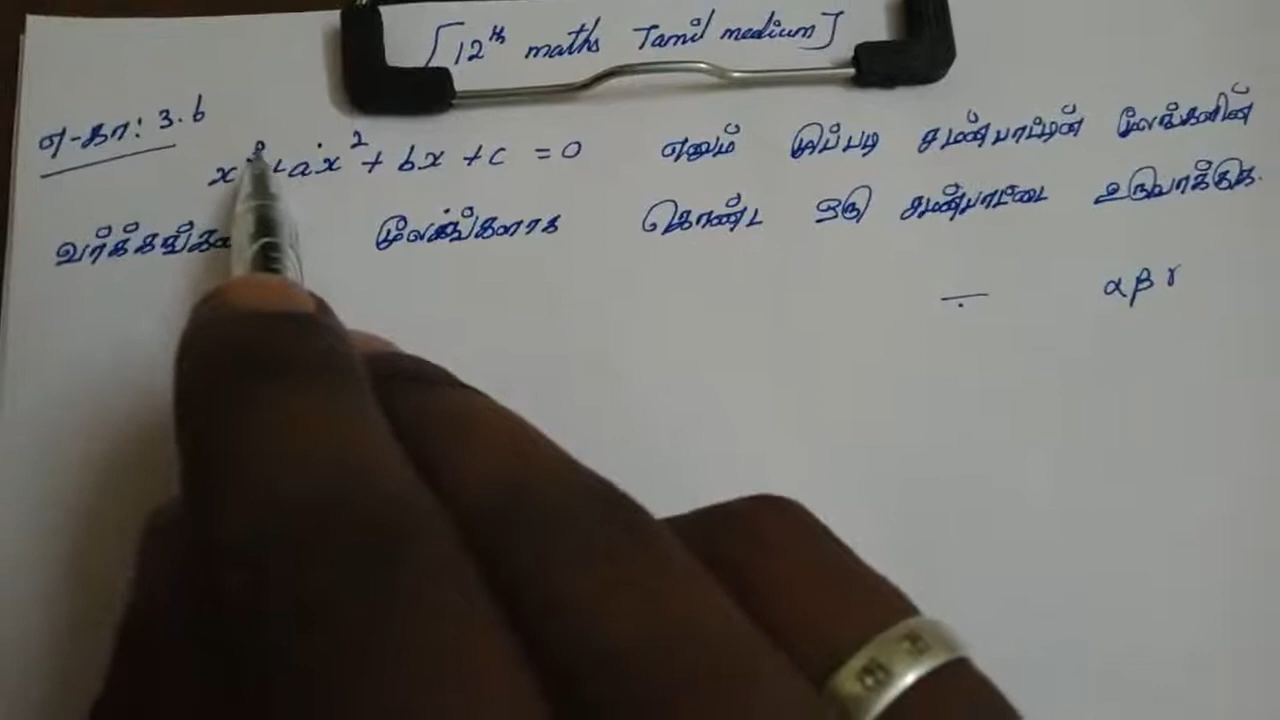 [12th maths Tamil medium]
எ-கா: 3.6
x³ + ax² + bx + c = 0 எனும் முப்படி சமன்பாட்டின் மூலங்களின்
மூலங்களாக கொண்ட ஒரு சமன்பாட்டை உருவாக்குக.
α β γ